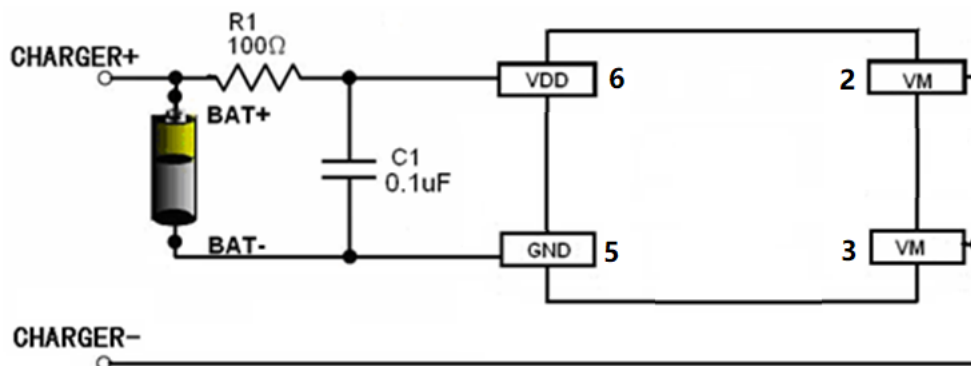 R1
100Ω
CHARGER+
VDD
6
2
VM
BAT+
C1
0.1uF
BAT-
GND
5
3
VM
CHARGER-